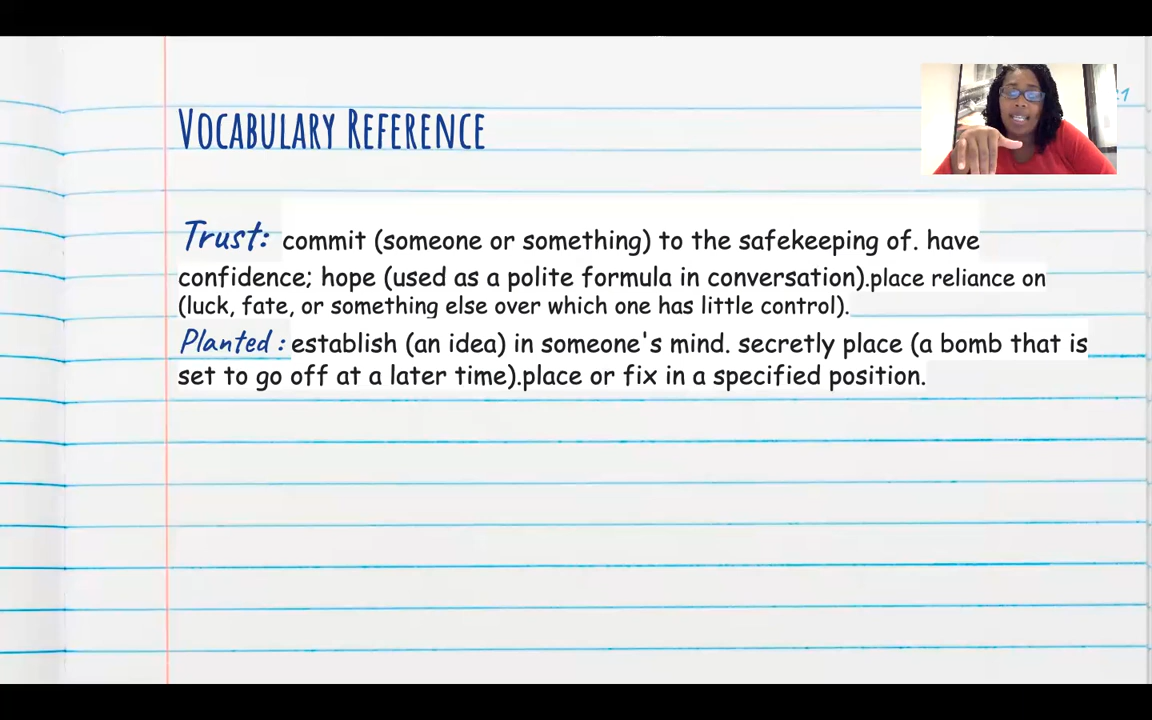 Vocabulary Reference
Trust: commit (someone or something) to the safekeeping of. have
confidence; hope (used as a polite formula in conversation).place reliance on
(luck, fate, or something else over which one has little control).
Planted : establish (an idea) in someone's mind. secretly place (a bomb that is
set to go off at a later time).place or fix in a specified position.